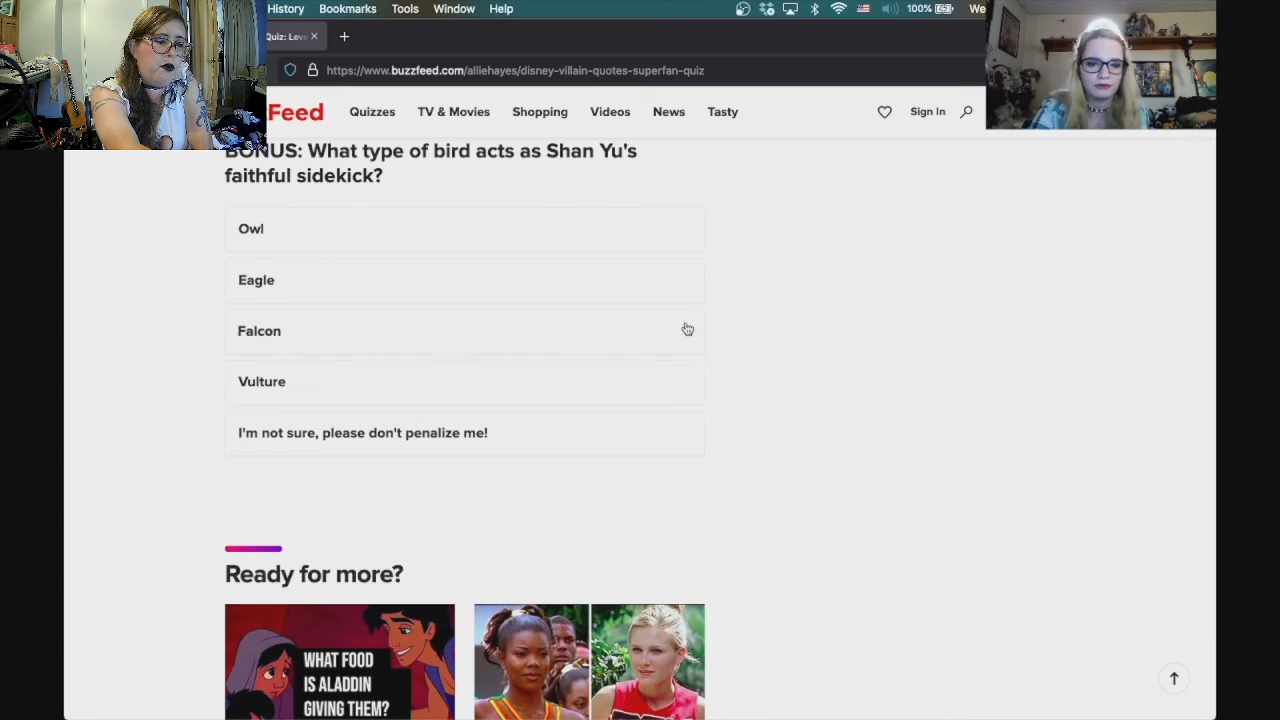 History Bookmarks Tools Window Help
100%
We
Quiz: Leve
https://www.buzzfeed.com/alliehayes/disney-villain-quotes-superfan-quiz
Feed Quizzes TV & Movies Shopping Videos News Tasty Sign In
BONUS: What type of bird acts as Shan Yu's
faithful sidekick?
Owl
Eagle
Falcon
Vulture
I'm not sure, please don't penalize me!
Ready for more?
WHAT FOOD
IS ALADDIN
GIVING THEM?